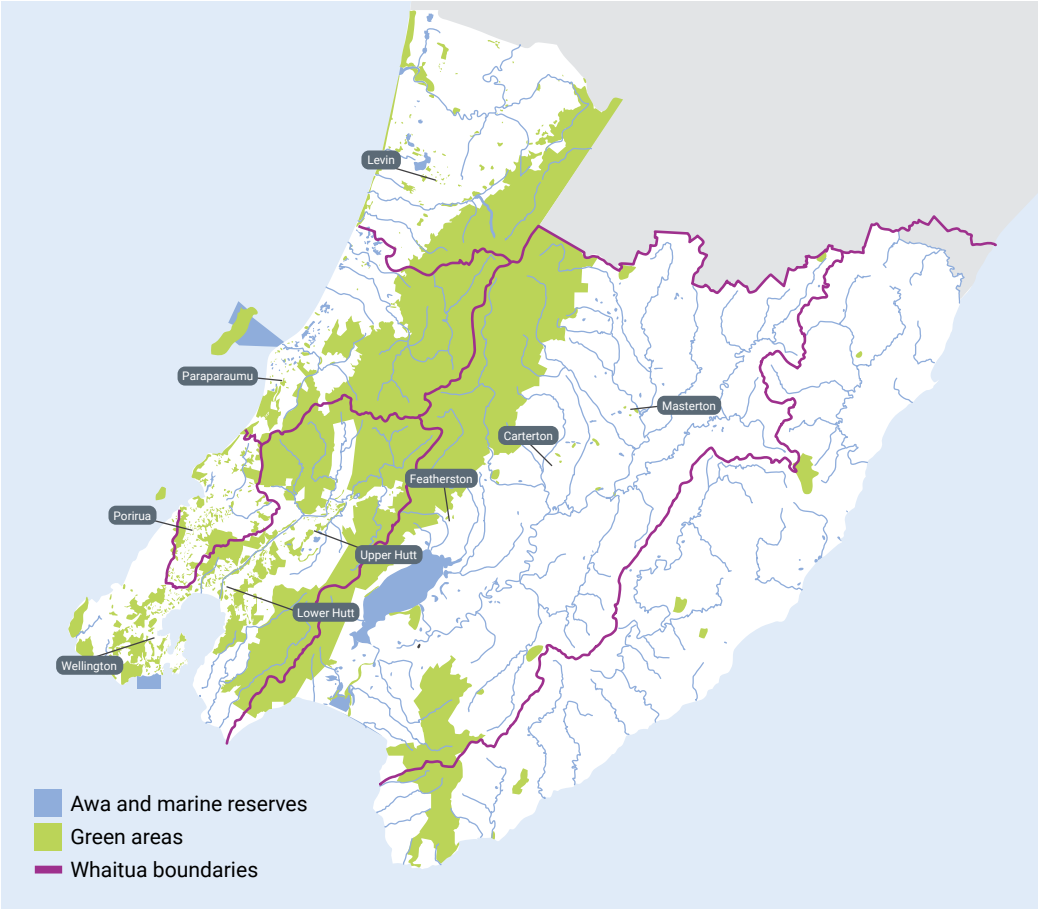 Levin
Paraparaumu
Masterton
Carterton
Featherston
Porirua
Upper Hutt
Lower Hutt
Wellington
Awa and marine reserves
Green areas
Whaitua boundaries